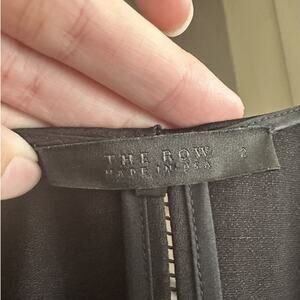 THE ROW 2
MADE IN USA